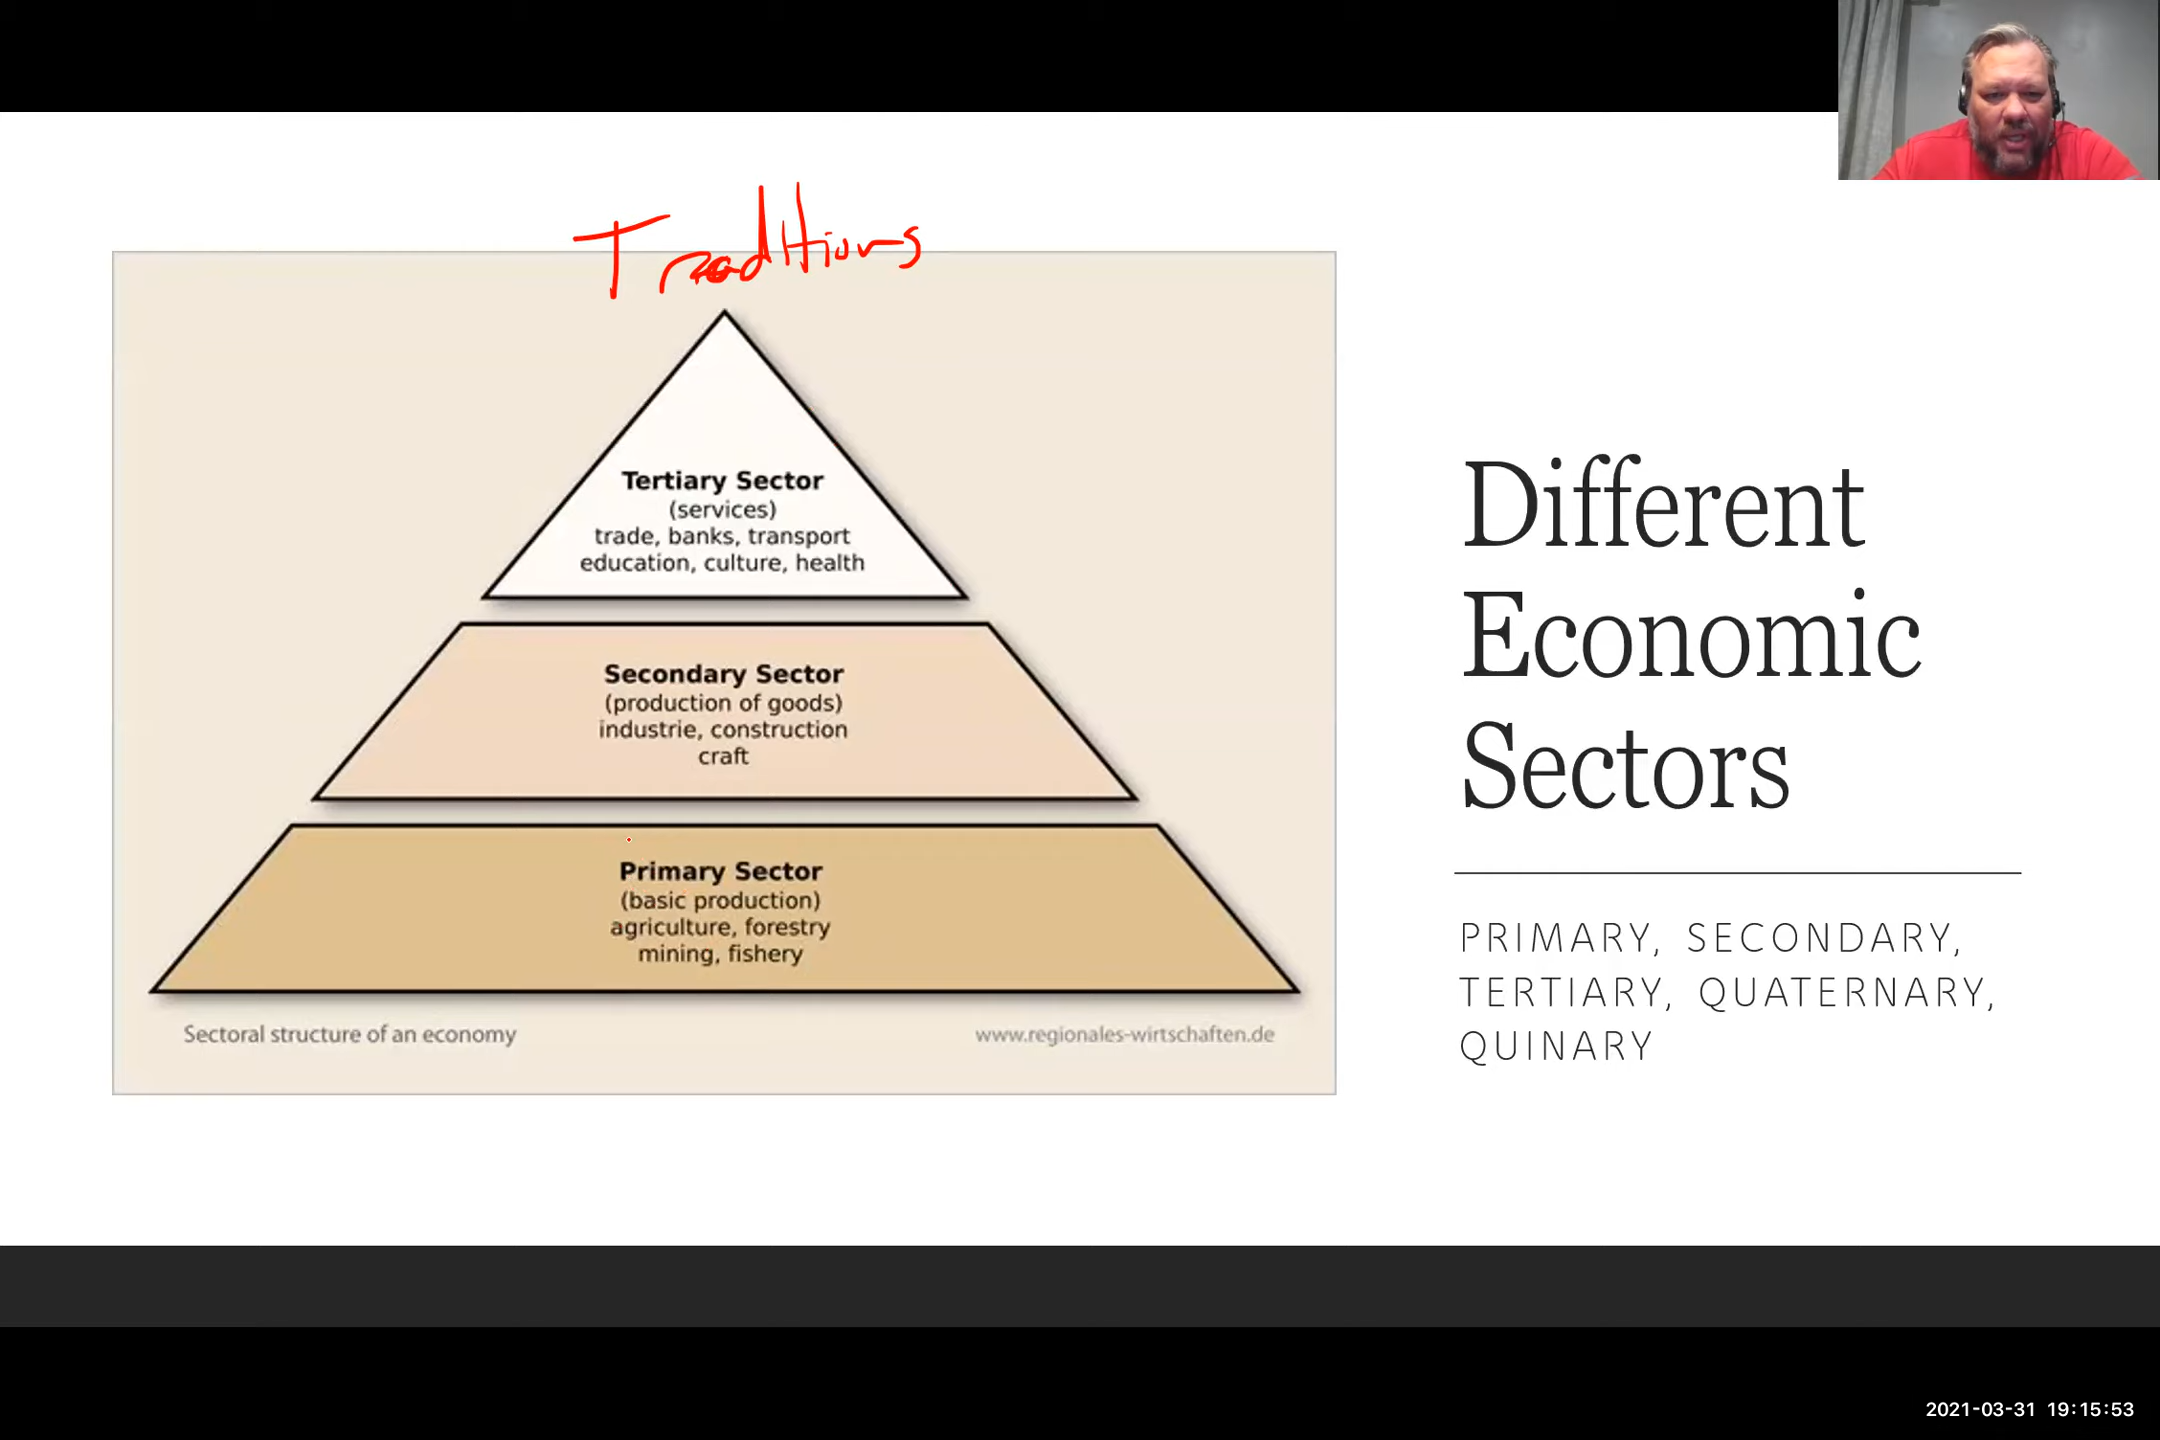 Traditions
Tertiary Sector
(services)
trade, banks, transport
education, culture, health
Secondary Sector
(production of goods)
industrie, construction
craft
Primary Sector
(basic production)
agriculture, forestry
mining, fishery
Sectoral structure of an economy
www.regionales-wirtschaften.de
Different
Economic
Sectors
PRIMARY, SECONDARY,
TERTIARY, QUATERNARY,
QUINARY
2021-03-31 19:15:53